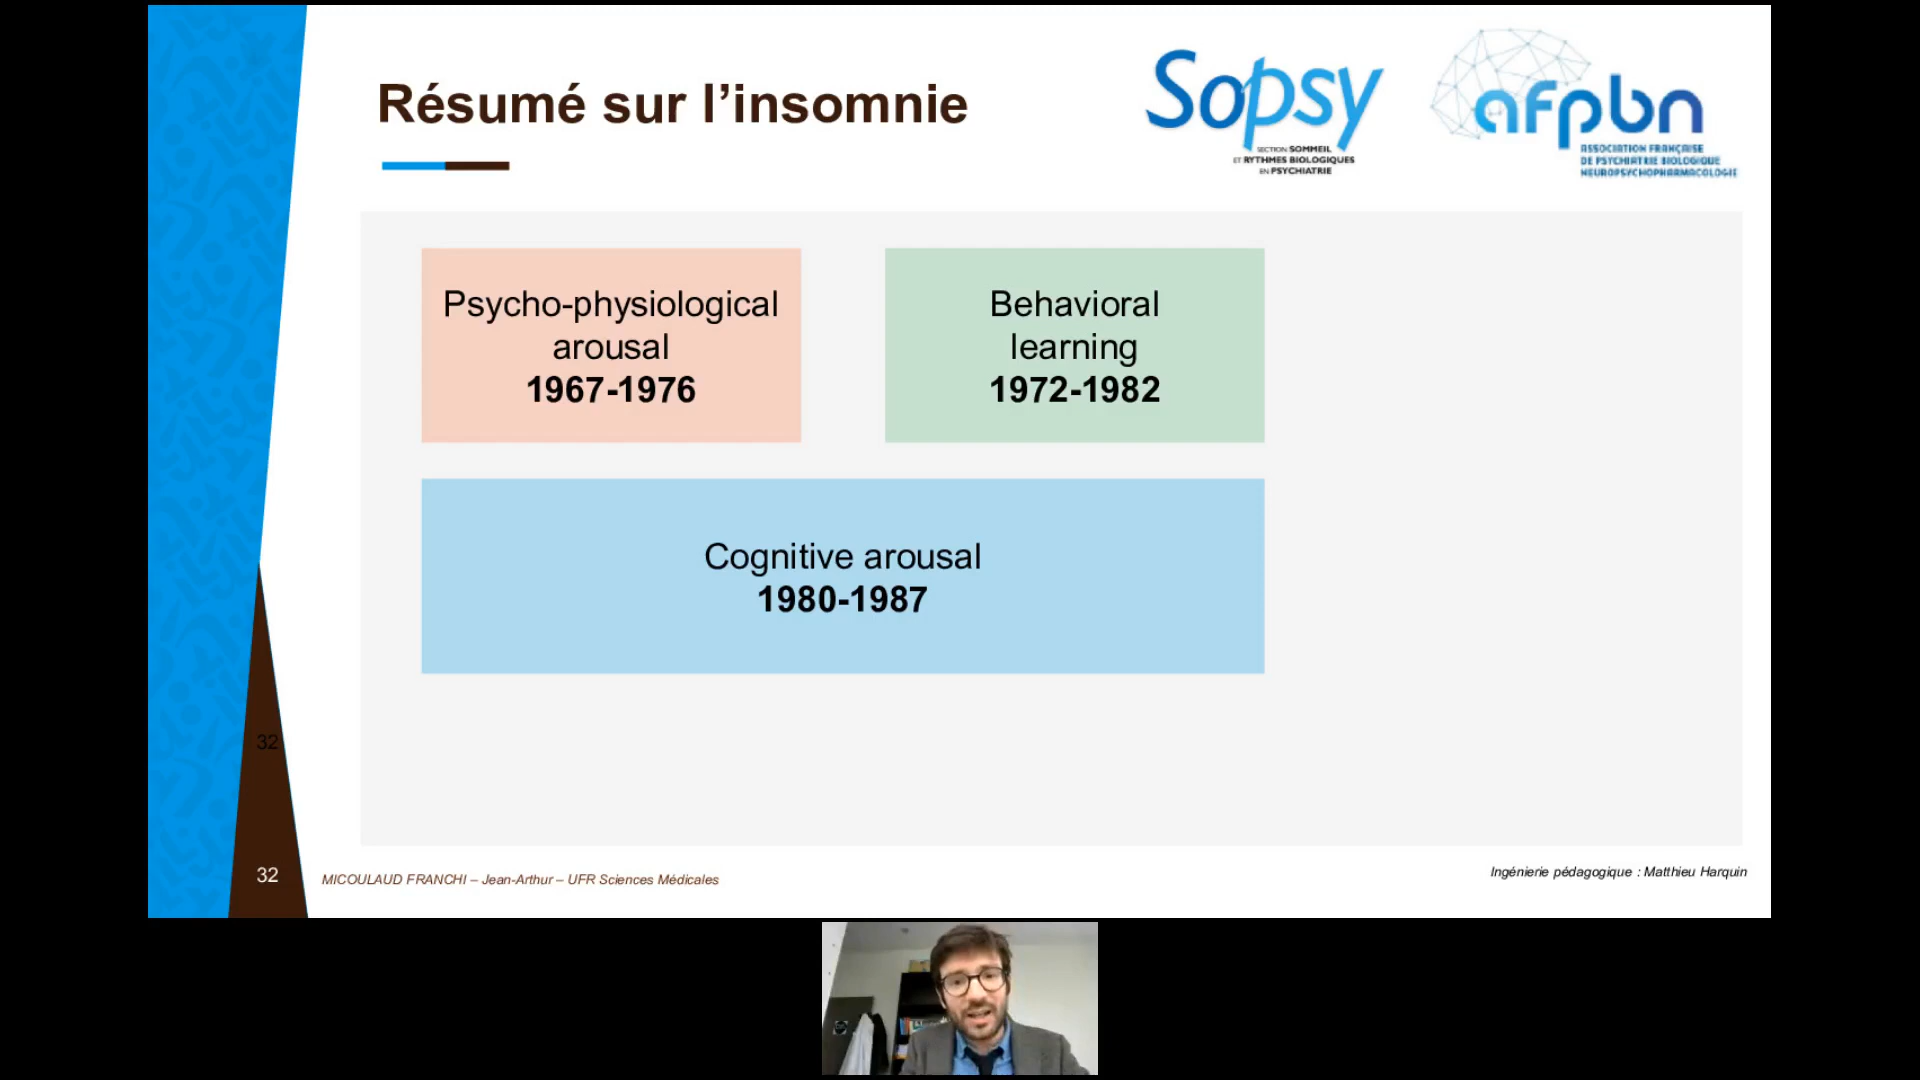 Résumé sur l’insomnie
Sopsy
SECTION SOMMEIL
ET RYTHMES BIOLOGIQUES
EN PSYCHIATRIE
afpbn
ASSOCIATION FRANÇAISE
DE PSYCHIATRIE BIOLOGIQUE
NEUROPSYCHOPHARMACOLOGIE
Psycho-physiological
arousal
1967-1976
Behavioral
learning
1972-1982
Cognitive arousal
1980-1987
32
32
MICOULAUD FRANCHI – Jean-Arthur – UFR Sciences Médicales
Ingénierie pédagogique : Matthieu Harquin